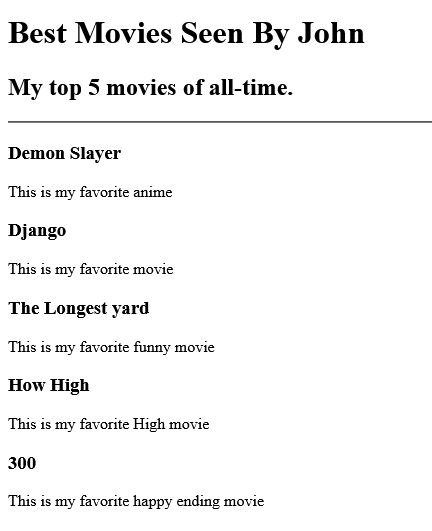 Best Movies Seen By John
My top 5 movies of all-time.
Demon Slayer
This is my favorite anime
Django
This is my favorite movie
The Longest yard
This is my favorite funny movie
How High
This is my favorite High movie
300
This is my favorite happy ending movie